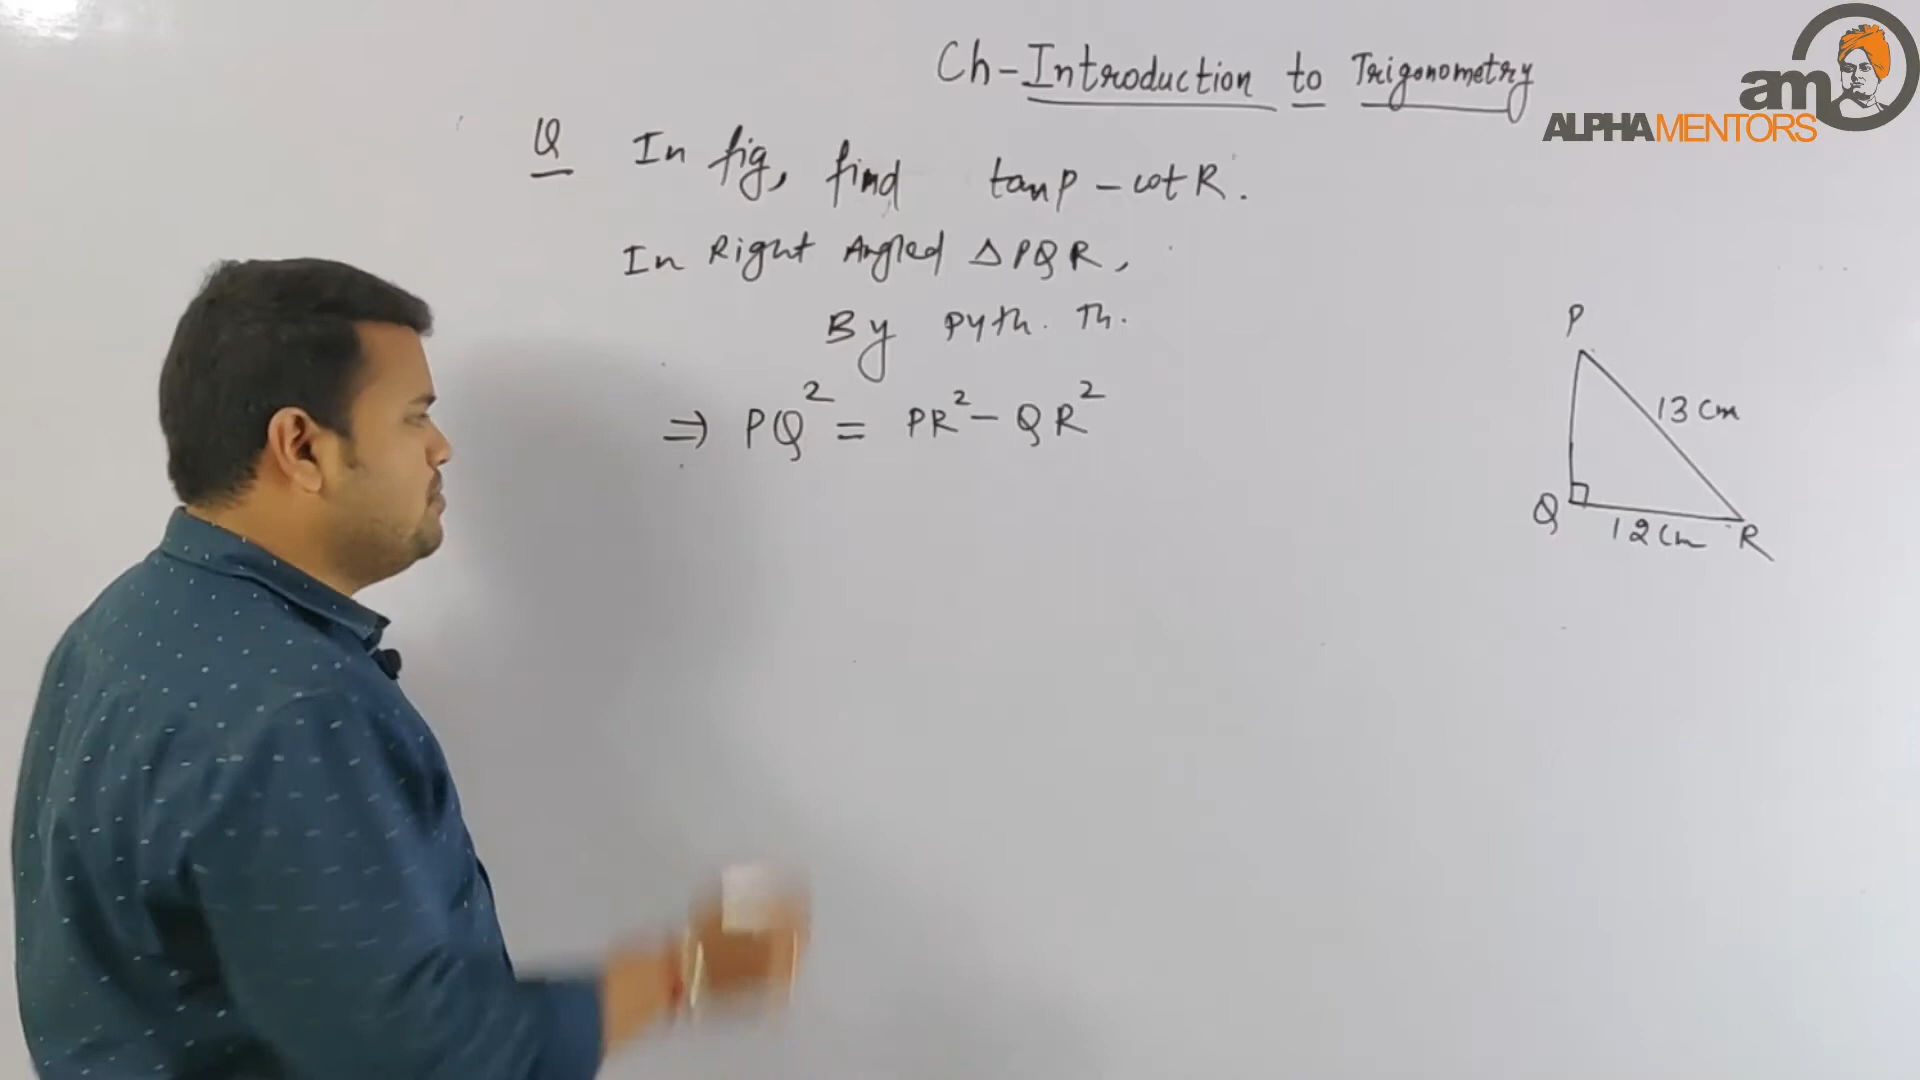 Ch-Introduction to Trigonometry
am
ALPHAMENTORS
Q In fig, find tanP - cotR.
In Right Angled △PQR,
By Pyth. Th.
⇒ PQ² = PR² - QR²
P
13 cm
Q
12 cm R